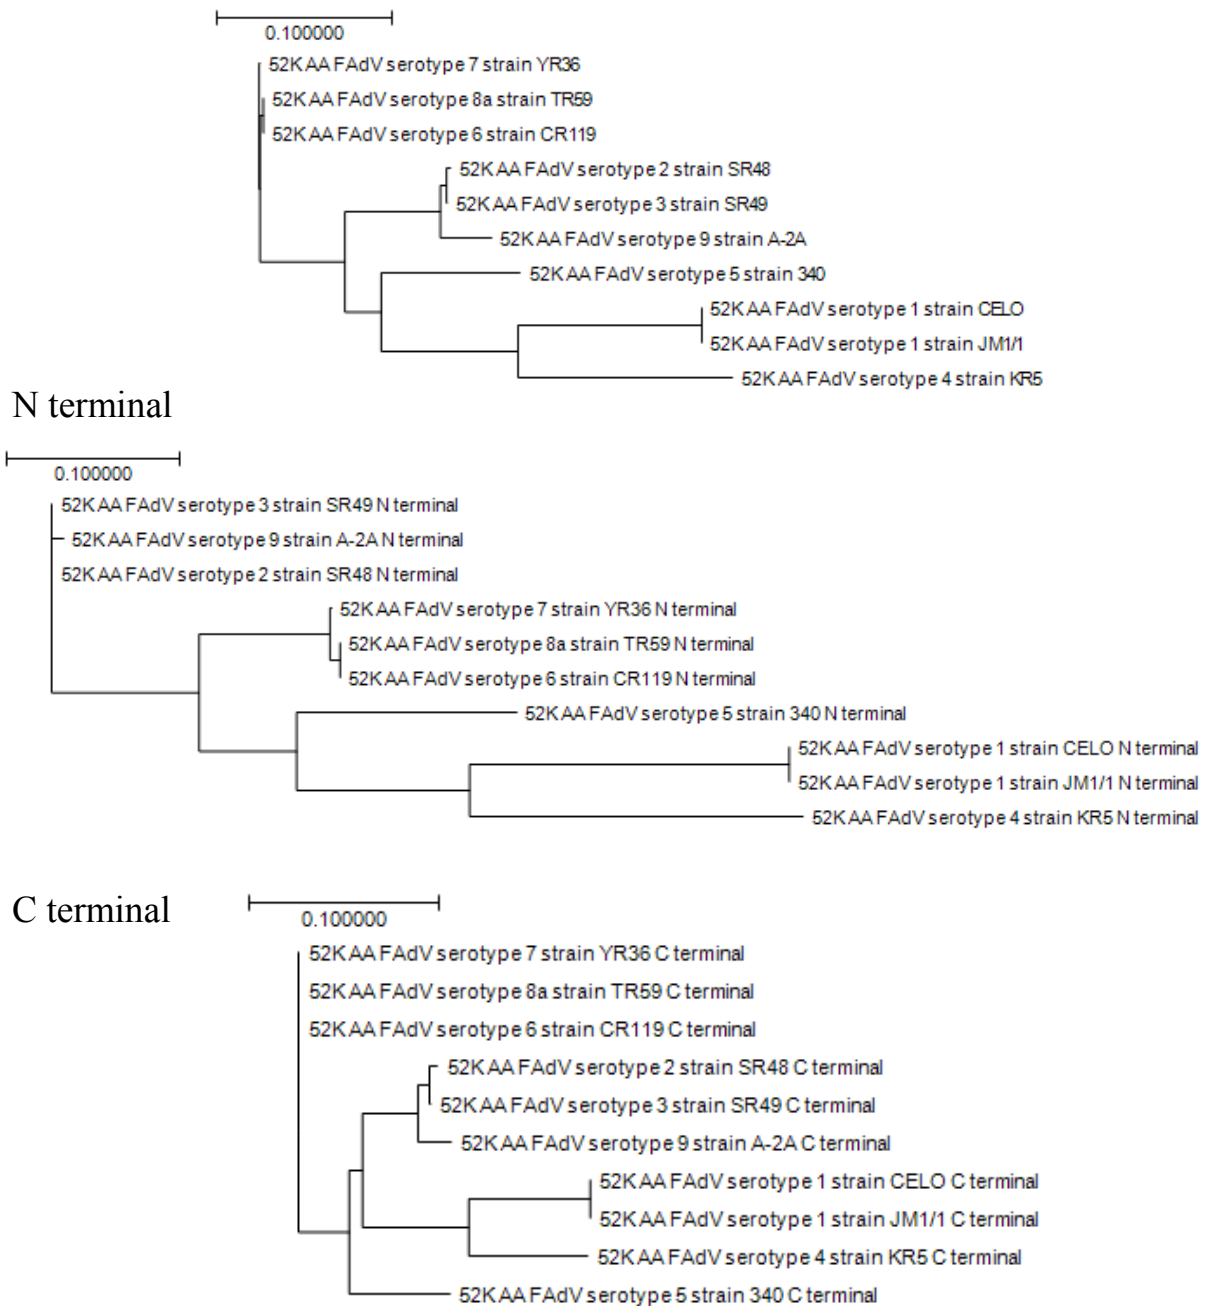 0.100000
52K AA FAdV serotype 7 strain YR36
52K AA FAdV serotype 8a strain TR59
52K AA FAdV serotype 6 strain CR119
52K AA FAdV serotype 2 strain SR48
52K AA FAdV serotype 3 strain SR49
52K AA FAdV serotype 9 strain A-2A
52K AA FAdV serotype 5 strain 340
52K AA FAdV serotype 1 strain CELO
52K AA FAdV serotype 1 strain JM1/1
52K AA FAdV serotype 4 strain KR5
N terminal
0.100000
52K AA FAdV serotype 3 strain SR49 N terminal
52K AA FAdV serotype 9 strain A-2A N terminal
52K AA FAdV serotype 2 strain SR48 N terminal
52K AA FAdV serotype 7 strain YR36 N terminal
52K AA FAdV serotype 8a strain TR59 N terminal
52K AA FAdV serotype 6 strain CR119 N terminal
52K AA FAdV serotype 5 strain 340 N terminal
52K AA FAdV serotype 1 strain CELO N terminal
52K AA FAdV serotype 1 strain JM1/1 N terminal
52K AA FAdV serotype 4 strain KR5 N terminal
C terminal
0.100000
52K AA FAdV serotype 7 strain YR36 C terminal
52K AA FAdV serotype 8a strain TR59 C terminal
52K AA FAdV serotype 6 strain CR119 C terminal
52K AA FAdV serotype 2 strain SR48 C terminal
52K AA FAdV serotype 3 strain SR49 C terminal
52K AA FAdV serotype 9 strain A-2A C terminal
52K AA FAdV serotype 1 strain CELO C terminal
52K AA FAdV serotype 1 strain JM1/1 C terminal
52K AA FAdV serotype 4 strain KR5 C terminal
52K AA FAdV serotype 5 strain 340 C terminal